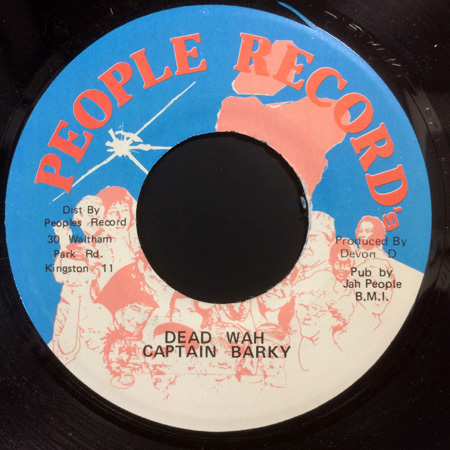 PEOPLE RECORD's
Dist By
Peoples Record
30 Waltham
Park Rd.
Kingston 11
Produced By
Devon D
Pub by
Jah People
B.M.I.
DEAD WAH
CAPTAIN BARKY